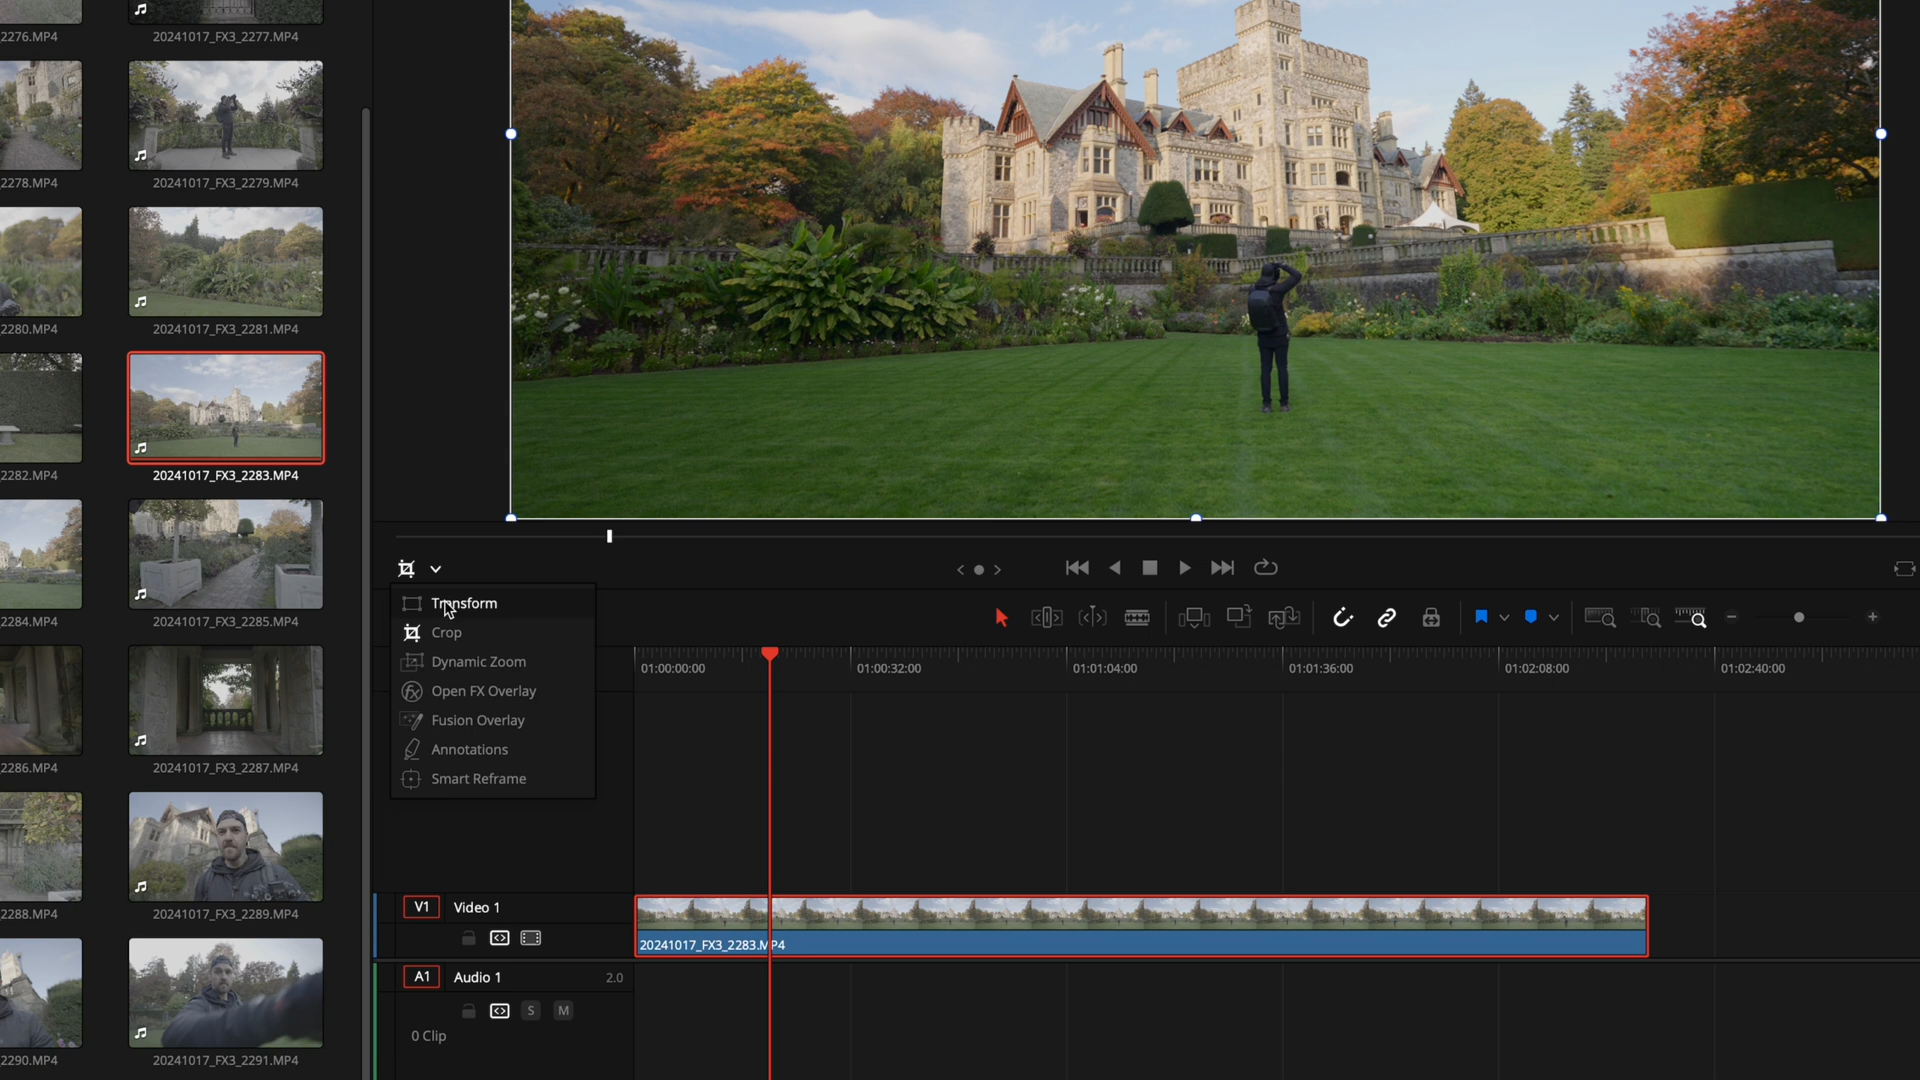 2276.MP4
20241017_FX3_2277.MP4
2278.MP4
20241017_FX3_2279.MP4
2280.MP4
20241017_FX3_2281.MP4
2282.MP4
20241017_FX3_2283.MP4
2284.MP4
20241017_FX3_2285.MP4
2286.MP4
20241017_FX3_2287.MP4
2288.MP4
20241017_FX3_2289.MP4
2290.MP4
20241017_FX3_2291.MP4
Transform
Crop
Dynamic Zoom
Open FX Overlay
Fusion Overlay
Annotations
Smart Reframe
01:00:00:00
01:00:32:00
01:01:04:00
01:01:36:00
01:02:08:00
01:02:40:00
V1 Video 1
20241017_FX3_2283.MP4
A1 Audio 1 2.0
S M
0 Clip